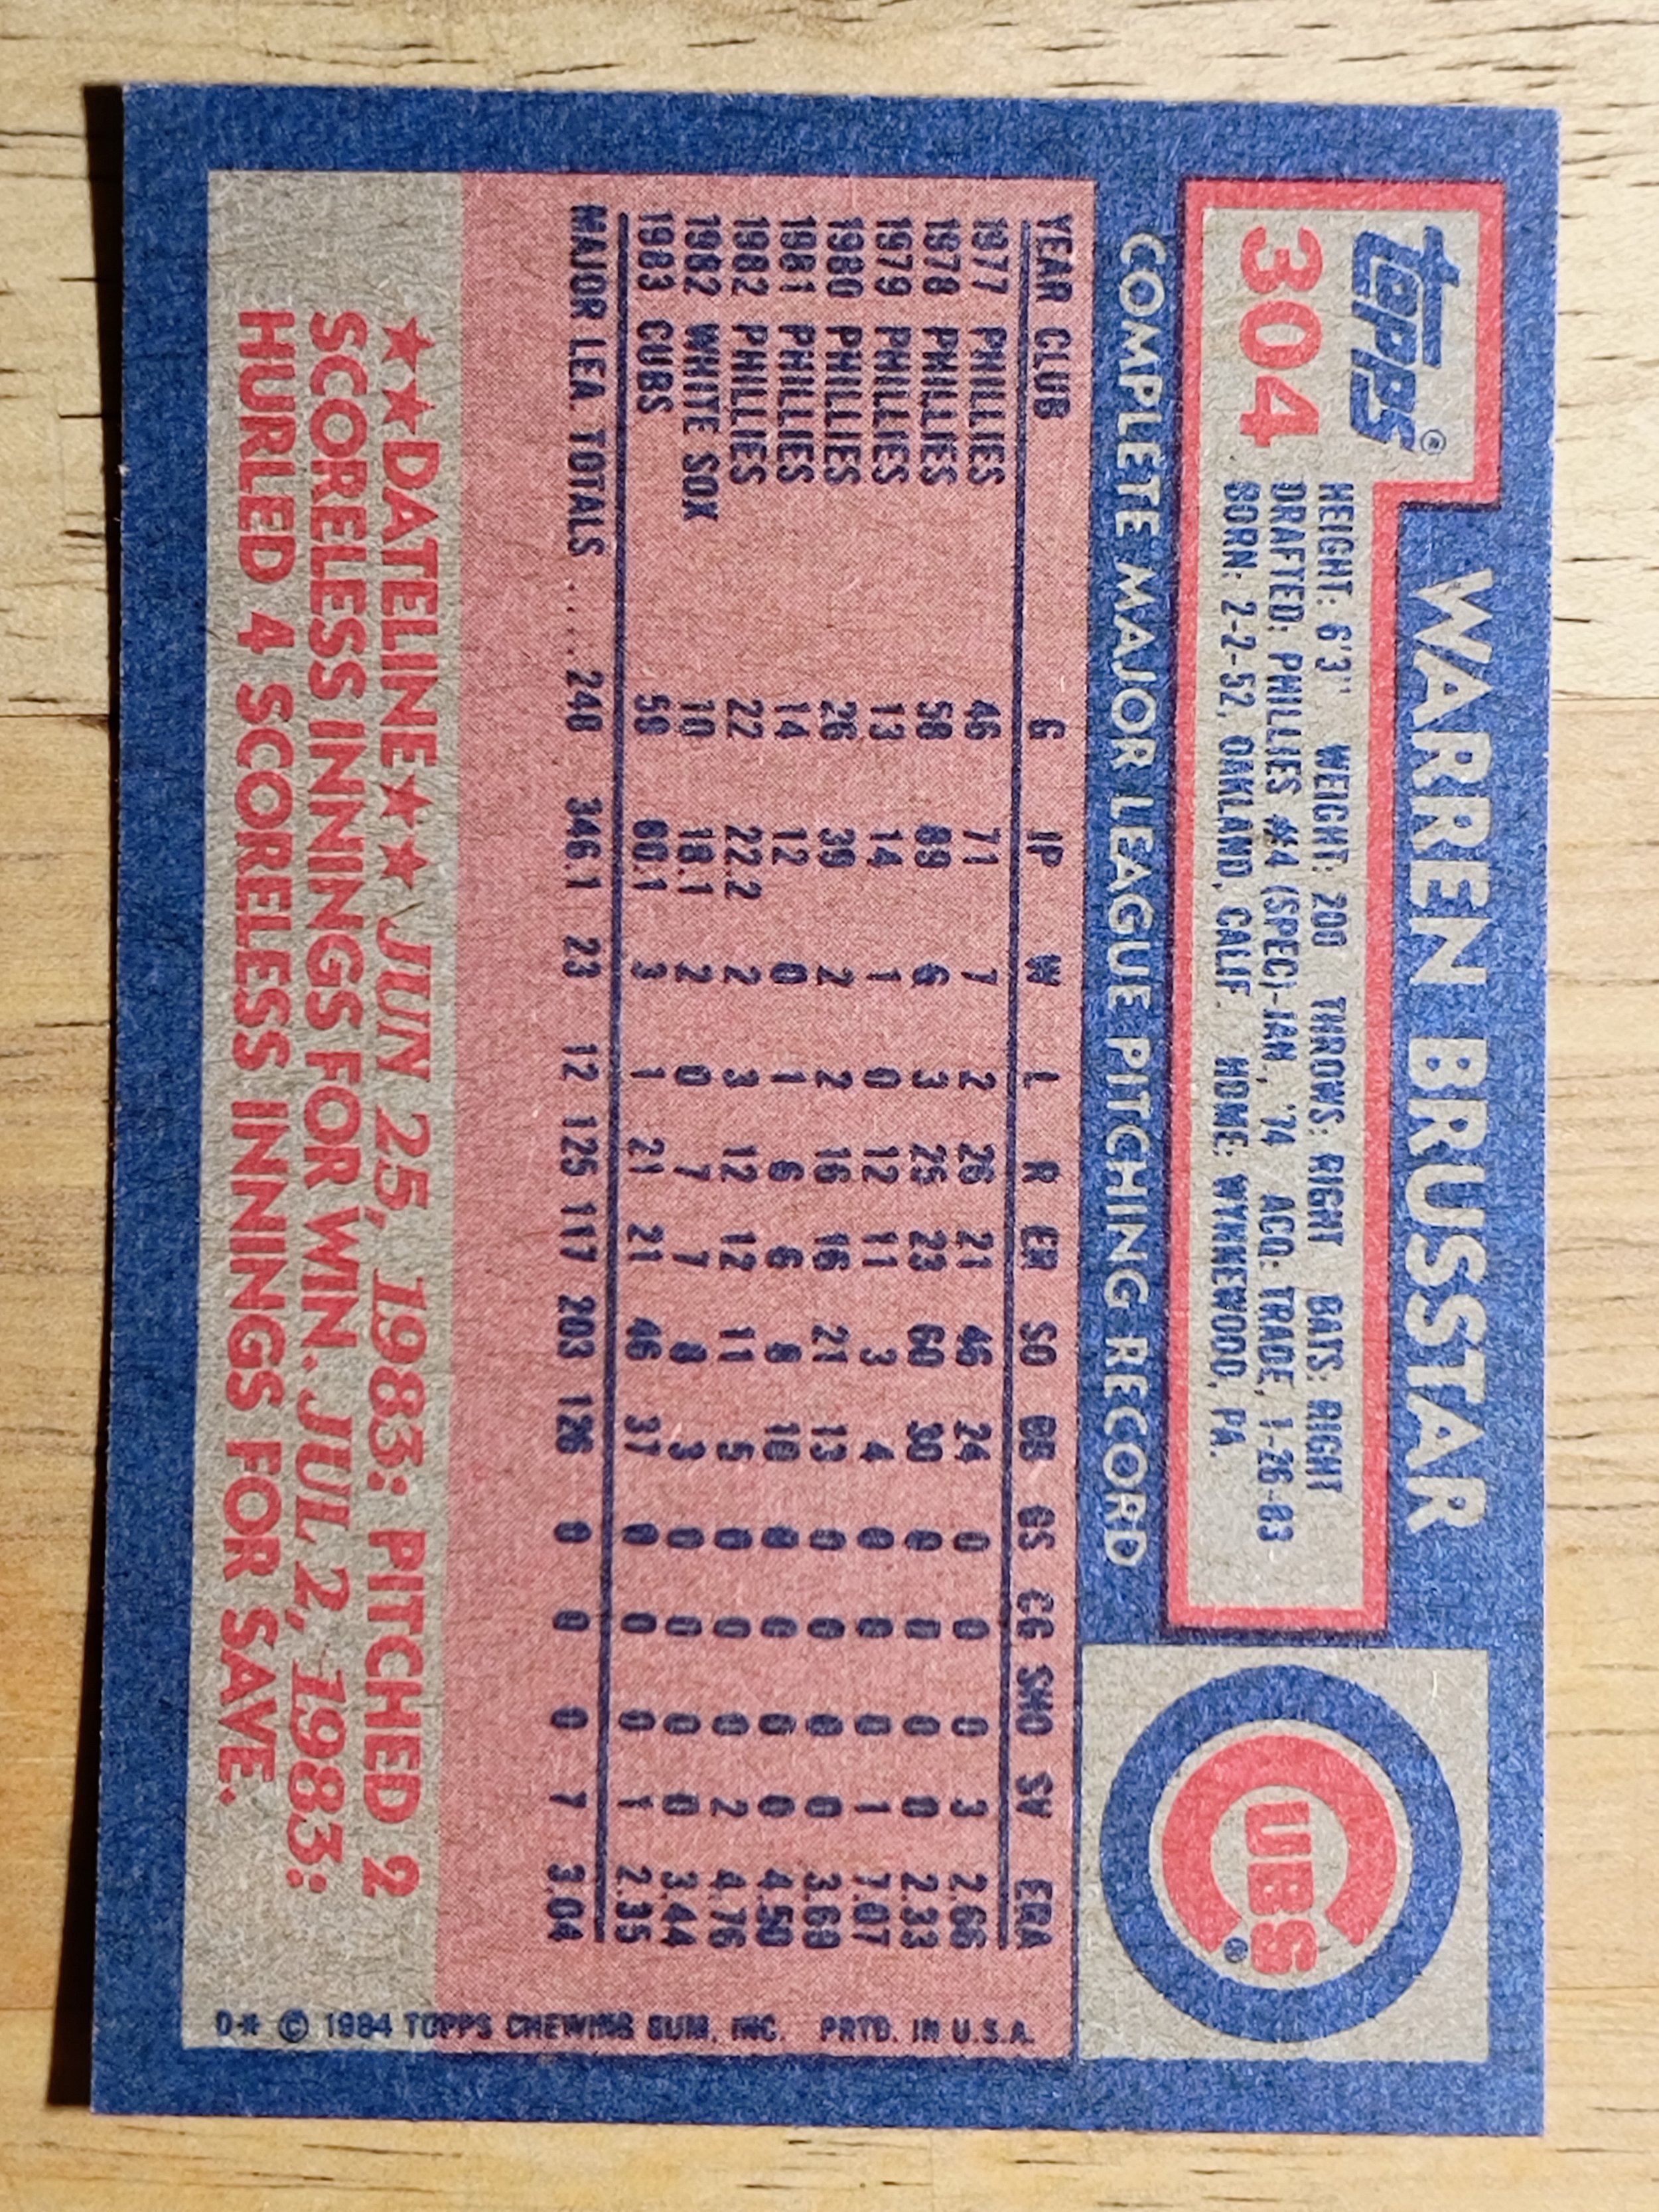 topps©
304
WARREN BRUSSTAR
HEIGHT: 6'3" WEIGHT: 200 THROWS: RIGHT BATS: RIGHT
DRAFTED: PHILLIES #4 (SPEC)-JAN., '74 ACQ: TRADE, 1-26-83
BORN: 2-2-52, OAKLAND, CALIF. HOME: WYNNEWOOD, PA.
CUBS®
COMPLETE MAJOR LEAGUE PITCHING RECORD
YEAR CLUB G IP W L R ER SO BB GS CG SHO SV ERA
1977 PHILLIES 46 71 7 2 26 21 46 24 0 0 0 3 2.66
1978 PHILLIES 58 89 6 3 25 23 60 30 0 0 0 0 2.33
1979 PHILLIES 13 14 1 0 12 11 3 4 0 0 0 1 7.07
1980 PHILLIES 26 39 2 2 16 16 21 13 0 0 0 0 3.69
1981 PHILLIES 14 12 0 1 6 6 8 10 0 0 0 0 4.50
1982 PHILLIES 22 22.2 2 3 12 12 11 5 0 0 0 2 4.76
1982 WHITE SOX 10 18.1 2 0 7 7 8 3 0 0 0 0 3.44
1983 CUBS 59 80.1 3 1 21 21 46 37 0 0 0 1 2.35
MAJOR LEA. TOTALS ..... 248 346.1 23 12 125 117 203 126 0 0 0 7 3.04
★★DATELINE★★ JUN 25, 1983: PITCHED 2
SCORELESS INNINGS FOR WIN. JUL 2, 1983:
HURLED 4 SCORELESS INNINGS FOR SAVE.
D* © 1984 TOPPS CHEWING GUM, INC. PRTD. IN U.S.A.